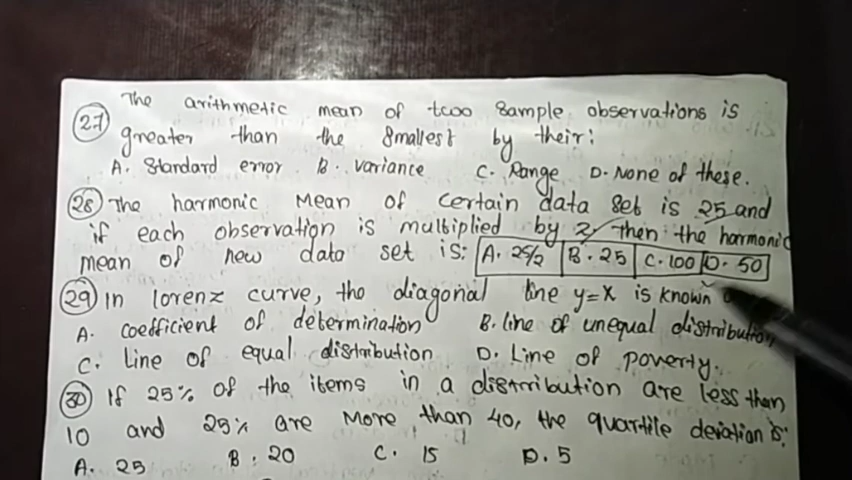 27 The arithmetic mean of two sample observations is
greater than the smallest by their:
A. Standard error B. variance C. Range D. None of these.
28 The harmonic Mean of certain data set is 25 and
if each observation is multiplied by 2, then the harmonic
mean of new data set is: A. 25/2 B. 25 C. 100 D. 50
29 In lorenz curve, the diagonal line y=x is known
A. coefficient of determination B. line of unequal distribution
C. Line of equal distribution D. Line of poverty.
30 If 25% of the items in a distribution are less than
10 and 25% are More than 40, the quartile deviation is:
A. 25 B. 20 C. 15 D. 5